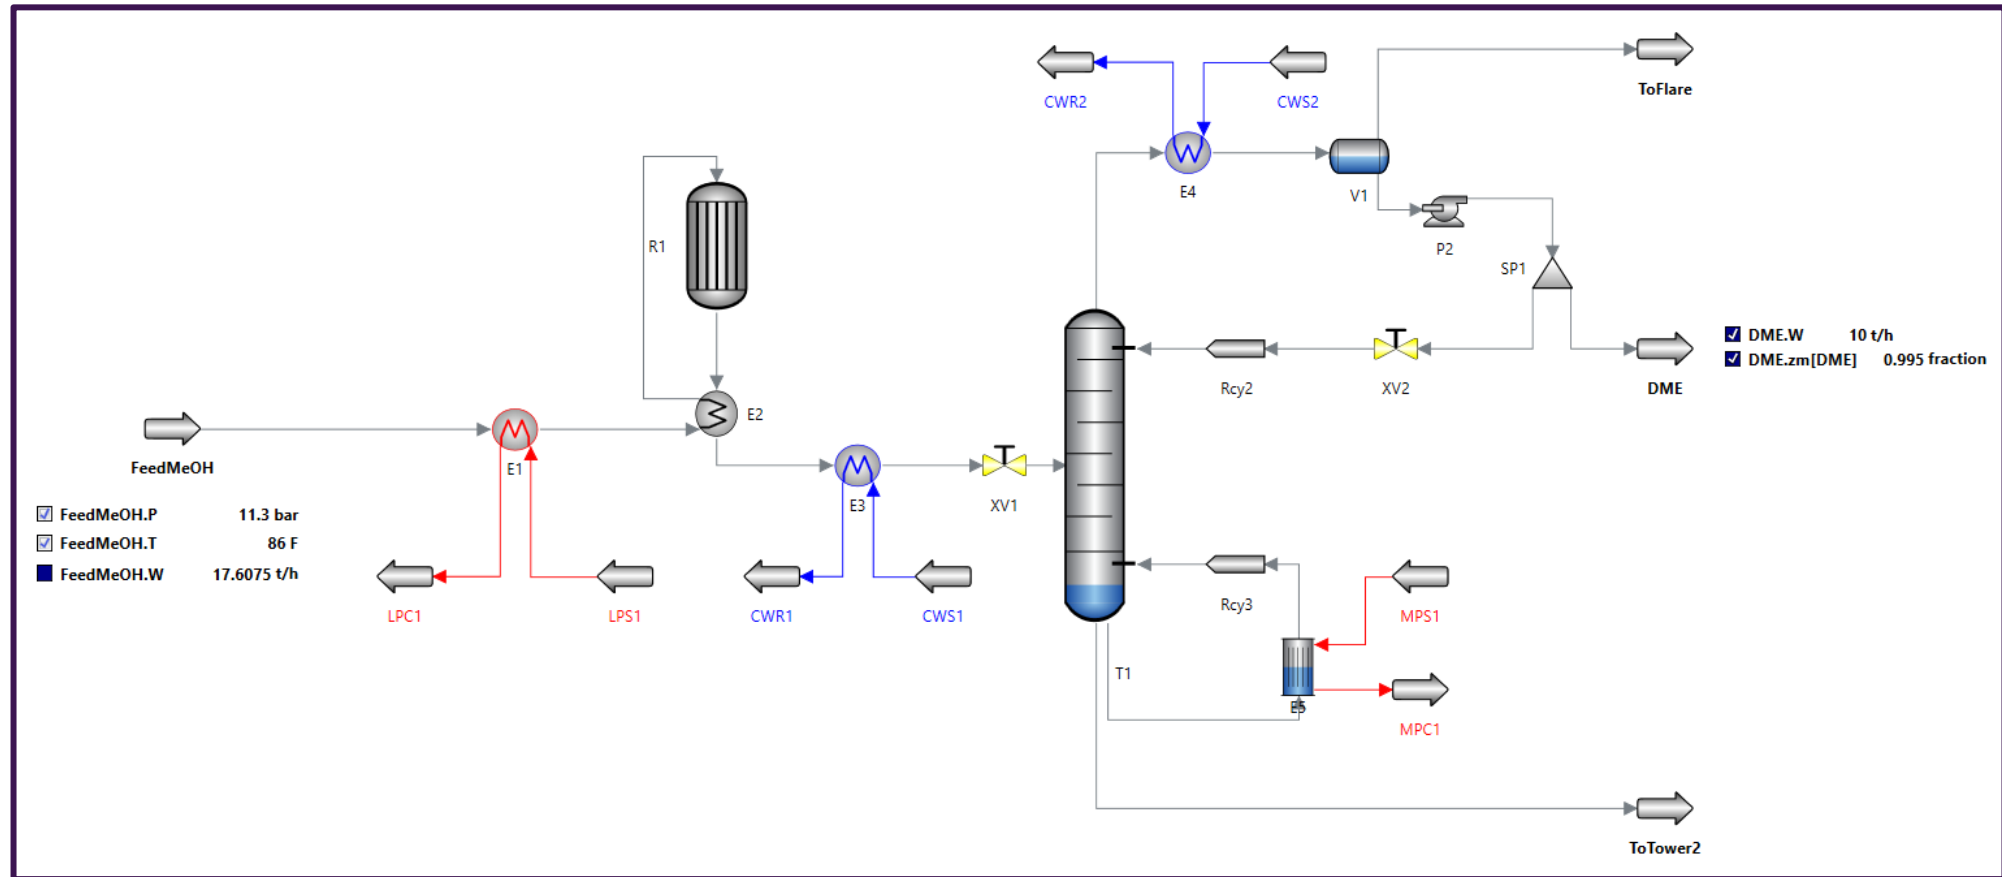 ToFlare
CWR2
CWS2
E4
V1
R1
P2
SP1
DME.W 10 t/h
DME.zm[DME] 0.995 fraction
Rcy2
XV2
DME
E2
FeedMeOH
E1
E3
XV1
FeedMeOH.P 11.3 bar
FeedMeOH.T 86 F
FeedMeOH.W 17.6075 t/h
LPC1
LPS1
CWR1
CWS1
Rcy3
MPS1
T1
E5
MPC1
ToTower2